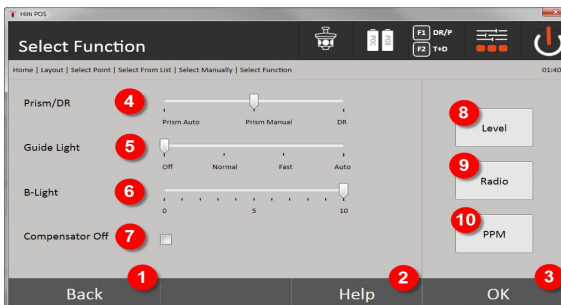 Hilti POS
Select Function
POC
POS
F1 DR/P
F2 T+D
Home | Layout | Select Point | Select From List | Select Manually | Select Function
01:40
Prism/DR
4
Prism Auto Prism Manual DR
Guide Light
5
Off Normal Fast Auto
B-Light
6
0 5 10
Compensator Off
7
8
Level
9
Radio
10
PPM
1
Back
2
Help
3
OK